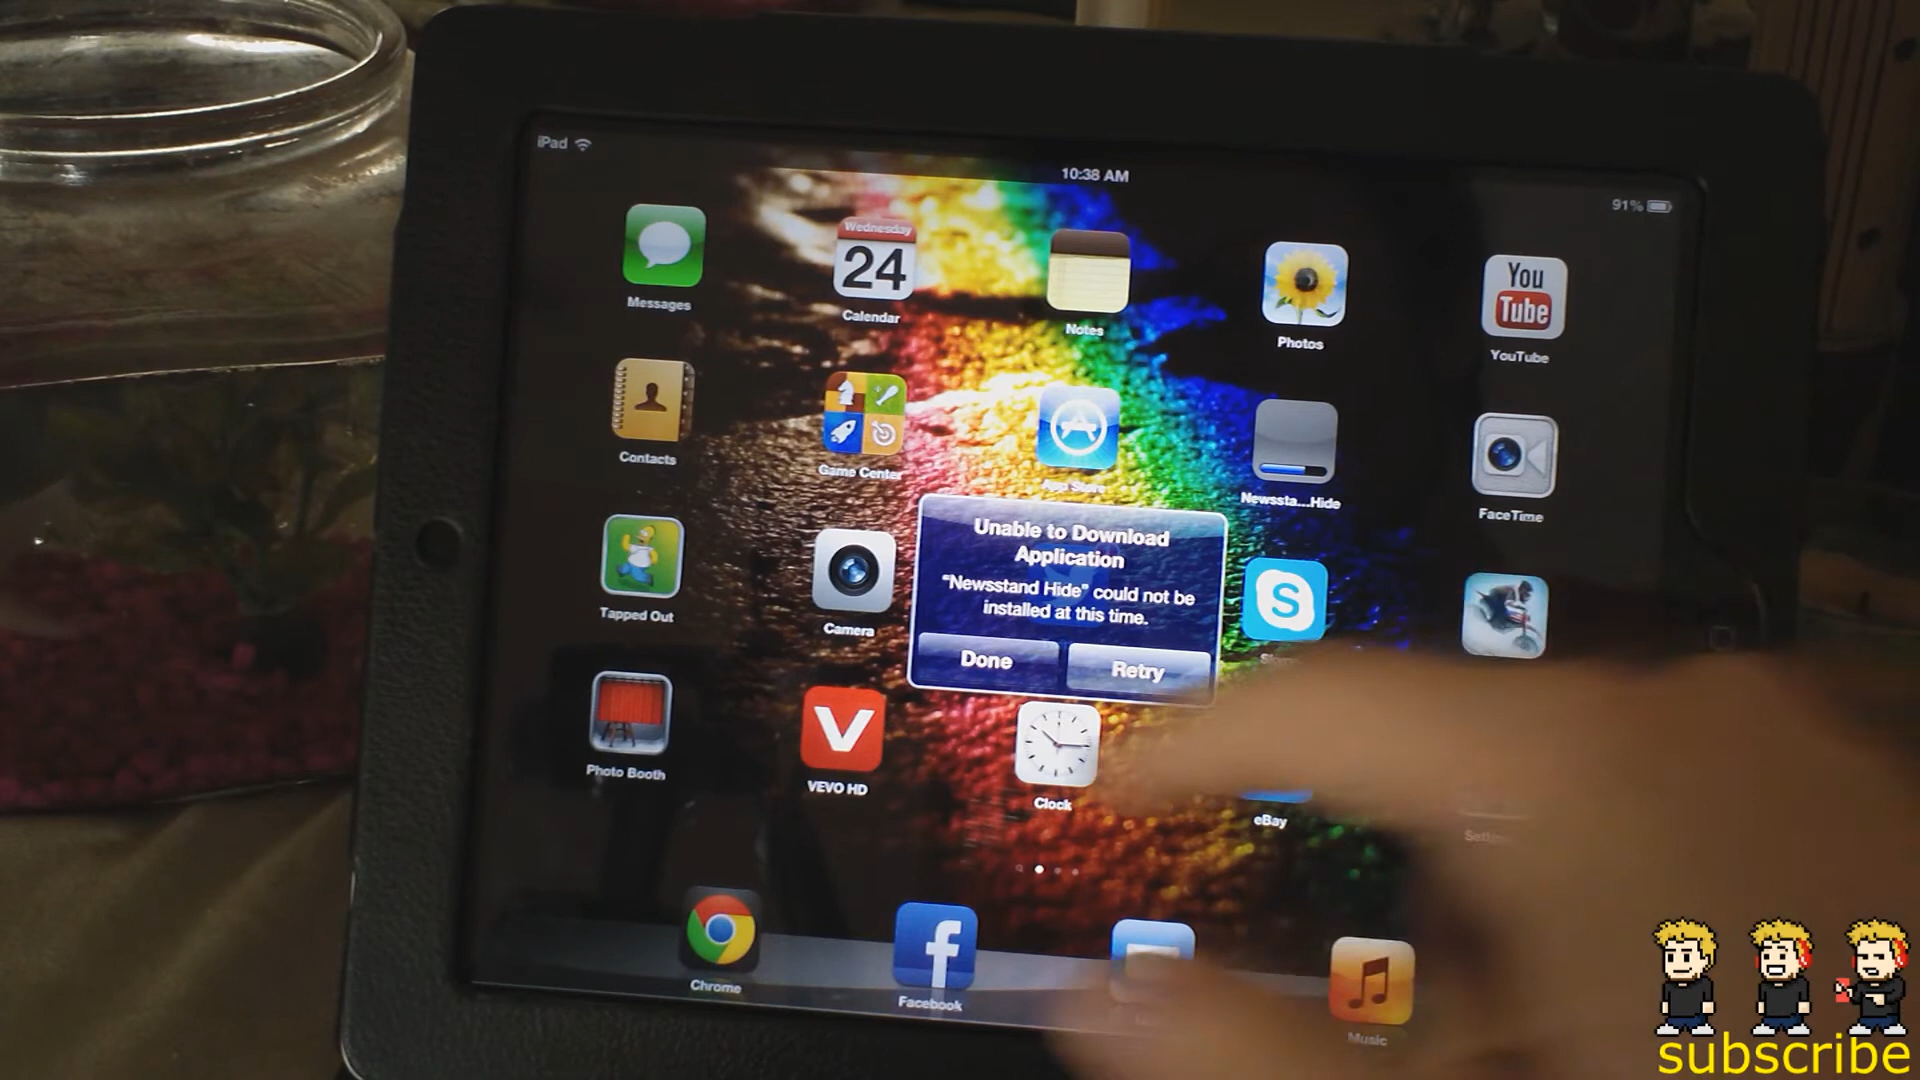 iPad
10:38 AM
91%
Messages
Wednesday
24
Calendar
Notes
Photos
You
Tube
YouTube
Contacts
Game Center
App Store
Newssta...Hide
FaceTime
Unable to Download
Application
"Newsstand Hide" could not be
installed at this time.
Done
Retry
Tapped Out
Camera
S
Photo Booth
V
VEVO HD
Clock
eBay
Chrome
f
Facebook
Music
subscribe